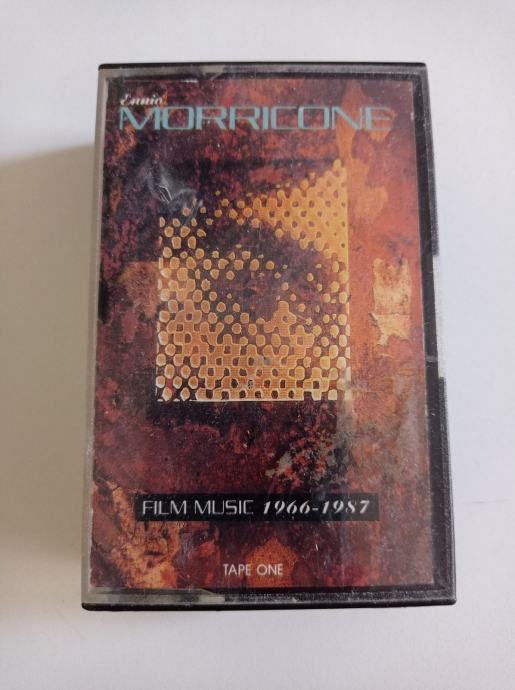 Ennio
MORRICONE
FILM MUSIC 1966-1987
TAPE ONE